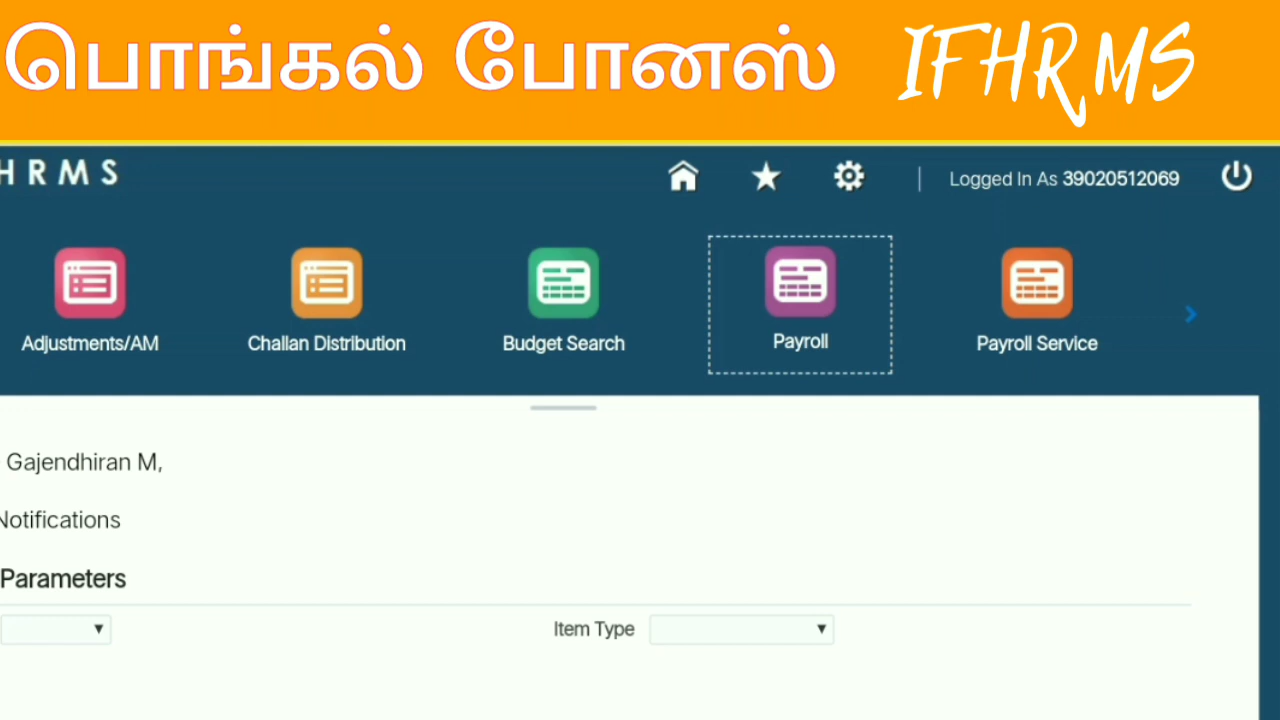 பொங்கல் போனஸ் IFHRMS
HRMS
Logged In As 39020512069
Adjustments/AM
Challan Distribution
Budget Search
Payroll
Payroll Service
Gajendhiran M,
Notifications
Parameters
Item Type